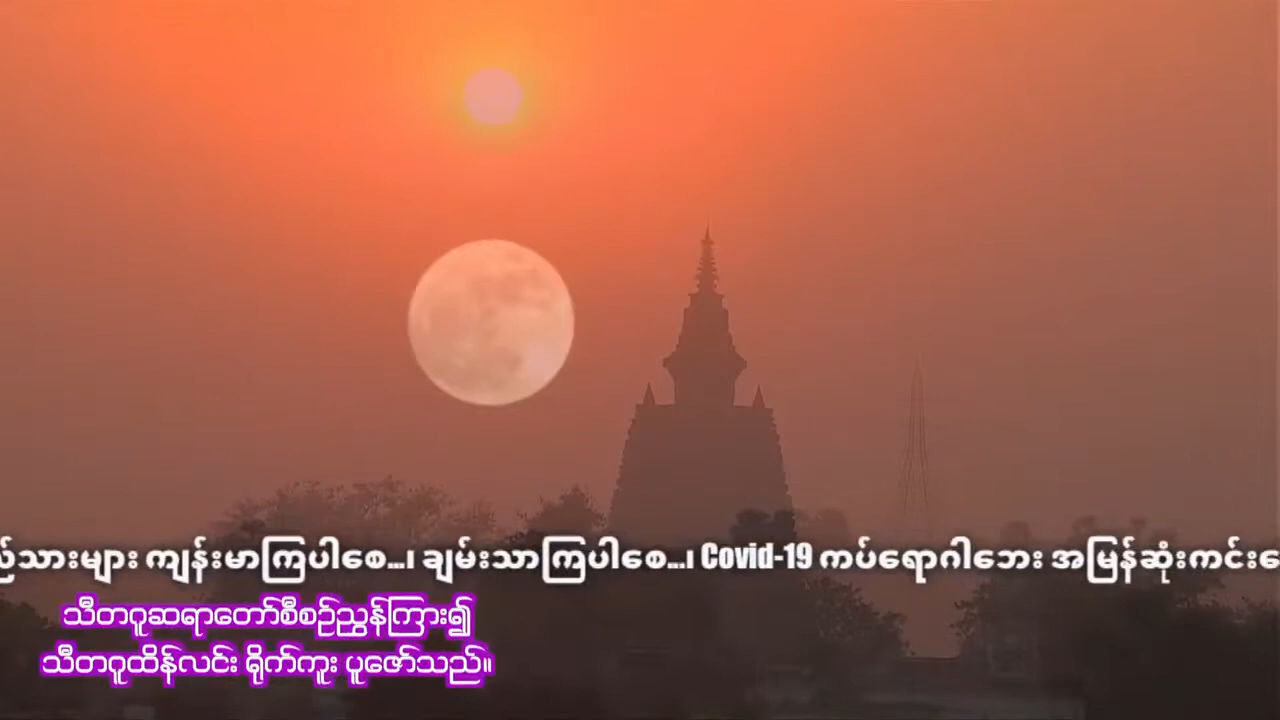 ည်သားများ ကျန်းမာကြပါစေ...၊ ချမ်းသာကြပါစေ...၊ Covid-19 ကပ်ရောဂါဘေး အမြန်ဆုံးကင်းဝေ
သီတဂူဆရာတော်စီစဉ်ညွှန်ကြား၍
သီတဂူထိန်လင်း ရိုက်ကူး ပူဇော်သည်။